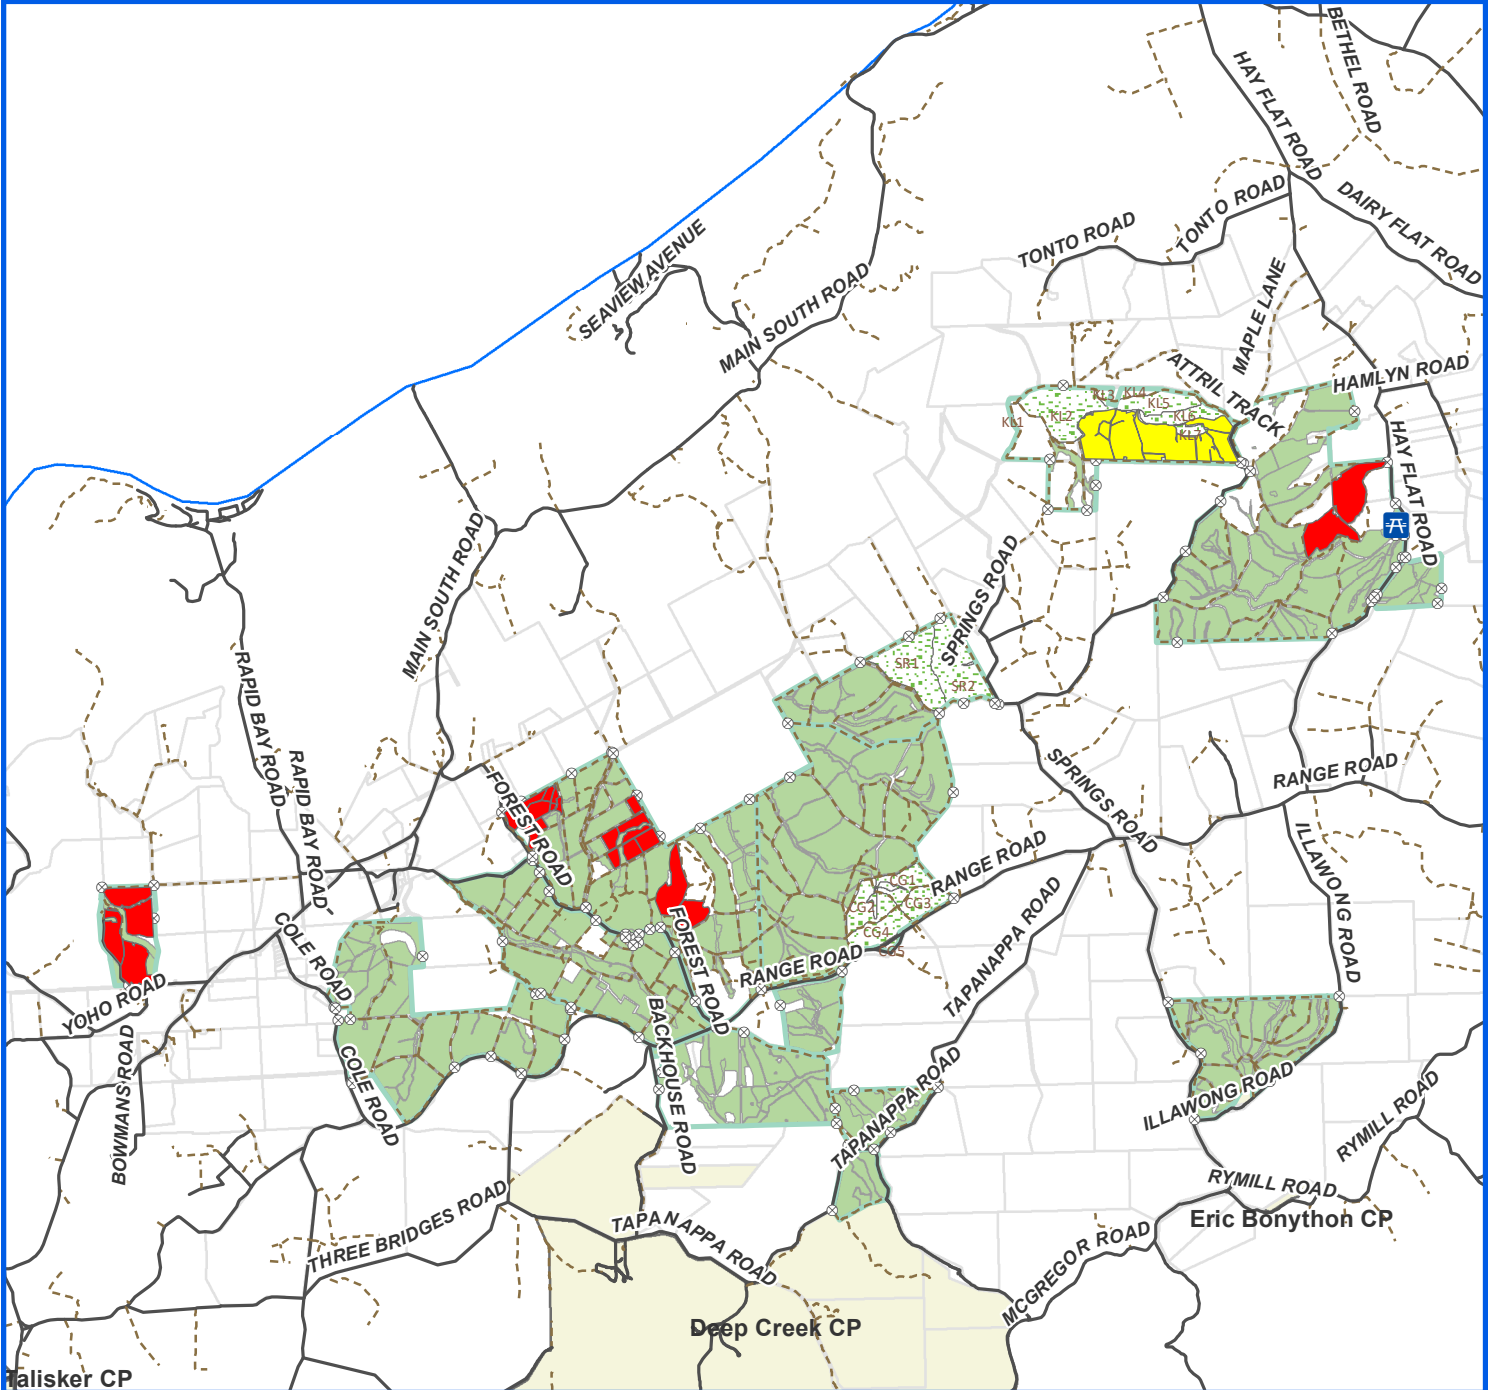 BETHEL ROAD
HAY FLAT ROAD
DAIRY FLAT ROAD
TONTO ROAD
TONTO ROAD
SEAVIEW AVENUE
MAIN SOUTH ROAD
MAPLE LANE
ATTRIL TRACK
HAMLYN ROAD
KL1
KL2
KL3
KL4
KL5
KL6
KL7
HAY FLAT ROAD
MAIN SOUTH ROAD
SPRINGS ROAD
SR1
SR2
RAPID BAY ROAD
RAPID BAY ROAD
FOREST ROAD
SPRINGS ROAD
RANGE ROAD
ILLAWONG ROAD
RANGE ROAD
CG1
CG2
CG3
CG4
CG5
TAPANAPPA ROAD
COLE ROAD
FOREST ROAD
RANGE ROAD
YOHO ROAD
BOWMANS ROAD
COLE ROAD
BACKHOUSE ROAD
TAPANAPPA ROAD
ILLAWONG ROAD
RYMILL ROAD
RYMILL ROAD
Eric Bonython CP
THREE BRIDGES ROAD
TAPANAPPA ROAD
MCGREGOR ROAD
Deep Creek CP
Talisker CP